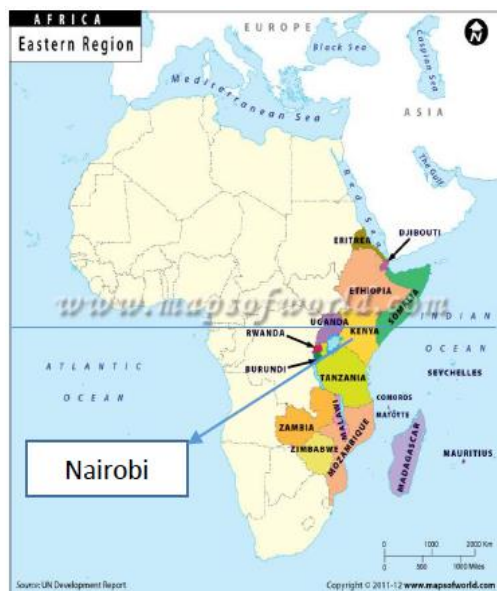 AFRICA
Eastern Region
EUROPE
Black Sea
Caspian Sea
Mediterranean Sea
ASIA
The Gulf
Red Sea
ERITREA
DJIBOUTI
ETHIOPIA
SOMALIA
www.mapsofworld.com
UGANDA
KENYA
INDIAN
OCEAN
RWANDA
BURUNDI
ATLANTIC
OCEAN
TANZANIA
SEYCHELLES
COMOROS
MAYOTTE
ZAMBIA
MALAWI
ZIMBABWE
MOZAMBIQUE
MADAGASCAR
MAURITIUS
Nairobi
0 1000 2000 Km
0 500 1000 Miles
Source: UN Development Report
Copyright © 2011-12 www.mapsofworld.com